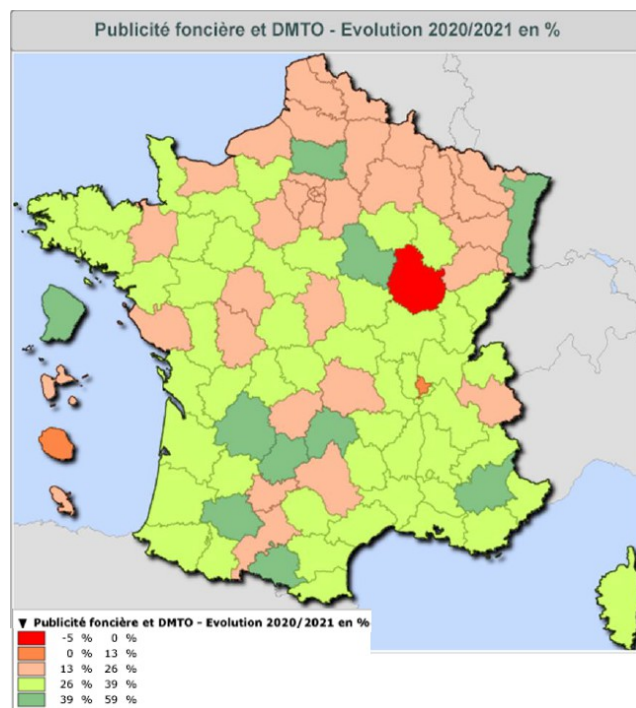 Publicité foncière et DMTO - Evolution 2020/2021 en %
▼ Publicité foncière et DMTO - Evolution 2020/2021 en %
-5 % 0 %
0 % 13 %
13 % 26 %
26 % 39 %
39 % 59 %